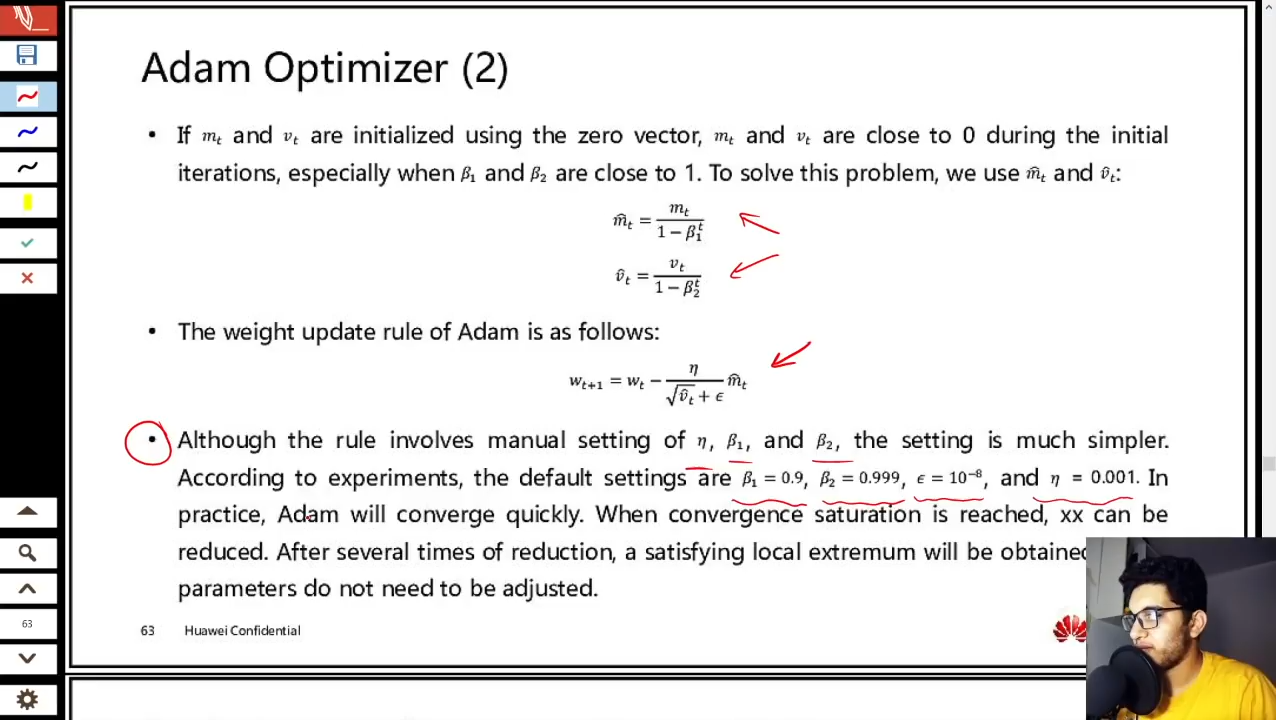 Adam Optimizer (2)
• If mₜ and vₜ are initialized using the zero vector, mₜ and vₜ are close to 0 during the initial
iterations, especially when β₁ and β₂ are close to 1. To solve this problem, we use m̂ₜ and v̂ₜ:
m̂ₜ = mₜ / (1 − β₁ᵗ)
v̂ₜ = vₜ / (1 − β₂ᵗ)
• The weight update rule of Adam is as follows:
wₜ₊₁ = wₜ − η / (√v̂ₜ + ϵ) m̂ₜ
• Although the rule involves manual setting of η, β₁, and β₂, the setting is much simpler.
According to experiments, the default settings are β₁ = 0.9, β₂ = 0.999, ϵ = 10⁻⁸, and η = 0.001. In
practice, Adam will converge quickly. When convergence saturation is reached, xx can be
reduced. After several times of reduction, a satisfying local extremum will be obtained
parameters do not need to be adjusted.
63 Huawei Confidential
63